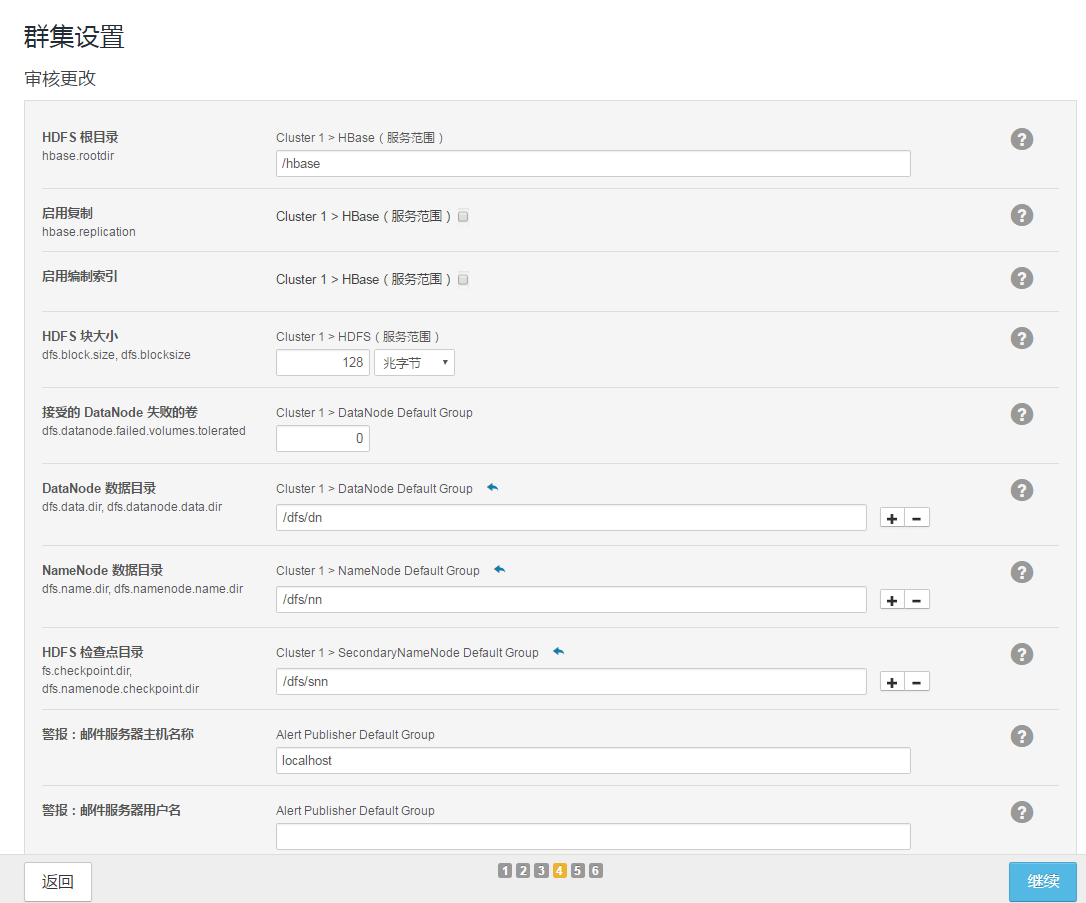 群集设置
审核更改
HDFS 根目录
hbase.rootdir
Cluster 1 > HBase（服务范围）
/hbase
?
启用复制
hbase.replication
Cluster 1 > HBase（服务范围）
?
启用编制索引
Cluster 1 > HBase（服务范围）
?
HDFS 块大小
dfs.block.size, dfs.blocksize
Cluster 1 > HDFS（服务范围）
128 兆字节
?
接受的 DataNode 失败的卷
dfs.datanode.failed.volumes.tolerated
Cluster 1 > DataNode Default Group
0
?
DataNode 数据目录
dfs.data.dir, dfs.datanode.data.dir
Cluster 1 > DataNode Default Group
/dfs/dn
+ −
?
NameNode 数据目录
dfs.name.dir, dfs.namenode.name.dir
Cluster 1 > NameNode Default Group
/dfs/nn
+ −
?
HDFS 检查点目录
fs.checkpoint.dir,
dfs.namenode.checkpoint.dir
Cluster 1 > SecondaryNameNode Default Group
/dfs/snn
+ −
?
警报：邮件服务器主机名称
Alert Publisher Default Group
localhost
?
警报：邮件服务器用户名
Alert Publisher Default Group
?
返回
1 2 3 4 5 6
继续